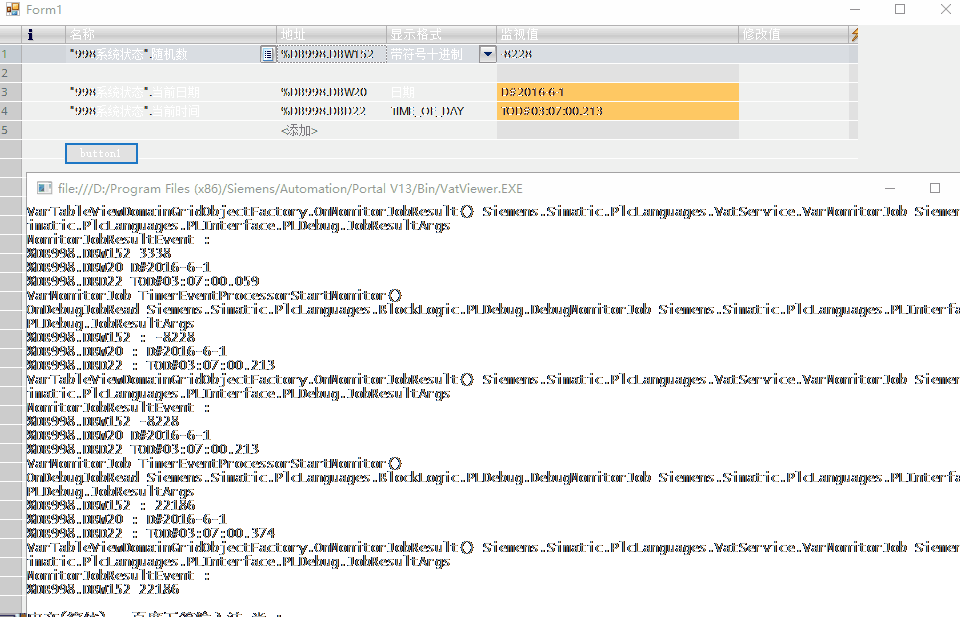 Form1
i 名称 地址 显示格式 监视值 修改值
1 "998系统状态".随机数 %DB998.DBW152 带符号十进制 -8228
2
3 "998系统状态".当前日期 %DB998.DBW20 日期 D#2016-6-1
4 "998系统状态".当前时间 %DB998.DBD22 TIME_OF_DAY TOD#03:07:00.213
5 <添加>
button1
file:///D:/Program Files (x86)/Siemens/Automation/Portal V13/Bin/VatViewer.EXE
VarTableViewDomainGridObjectFactory.OnMonitorJobResult() Siemens.Simatic.PlcLanguages.VatService.VarMonitorJob Siemen
imatic.PlcLanguages.PLInterface.PLDebug.JobResultArgs
MonitorJobResultEvent ::
%DB998.DBW152 3338
%DB998.DBW20 D#2016-6-1
%DB998.DBD22 TOD#03:07:00.059
VarMonitorJob TimerEventProcessorStartMonitor()
OnDebugJobRead Siemens.Simatic.PlcLanguages.BlockLogic.PLDebug.DebugMonitorJob Siemens.Simatic.PlcLanguages.PLInterfa
PLDebug.JobResultArgs
%DB998.DBW152 :: -8228
%DB998.DBW20 :: D#2016-6-1
%DB998.DBD22 :: TOD#03:07:00.213
VarTableViewDomainGridObjectFactory.OnMonitorJobResult() Siemens.Simatic.PlcLanguages.VatService.VarMonitorJob Siemen
imatic.PlcLanguages.PLInterface.PLDebug.JobResultArgs
MonitorJobResultEvent ::
%DB998.DBW152 -8228
%DB998.DBW20 D#2016-6-1
%DB998.DBD22 TOD#03:07:00.213
VarMonitorJob TimerEventProcessorStartMonitor()
OnDebugJobRead Siemens.Simatic.PlcLanguages.BlockLogic.PLDebug.DebugMonitorJob Siemens.Simatic.PlcLanguages.PLInterfa
PLDebug.JobResultArgs
%DB998.DBW152 :: 22186
%DB998.DBW20 :: D#2016-6-1
%DB998.DBD22 :: TOD#03:07:00.374
VarTableViewDomainGridObjectFactory.OnMonitorJobResult() Siemens.Simatic.PlcLanguages.VatService.VarMonitorJob Siemen
imatic.PlcLanguages.PLInterface.PLDebug.JobResultArgs
MonitorJobResultEvent ::
%DB998.DBW152 22186